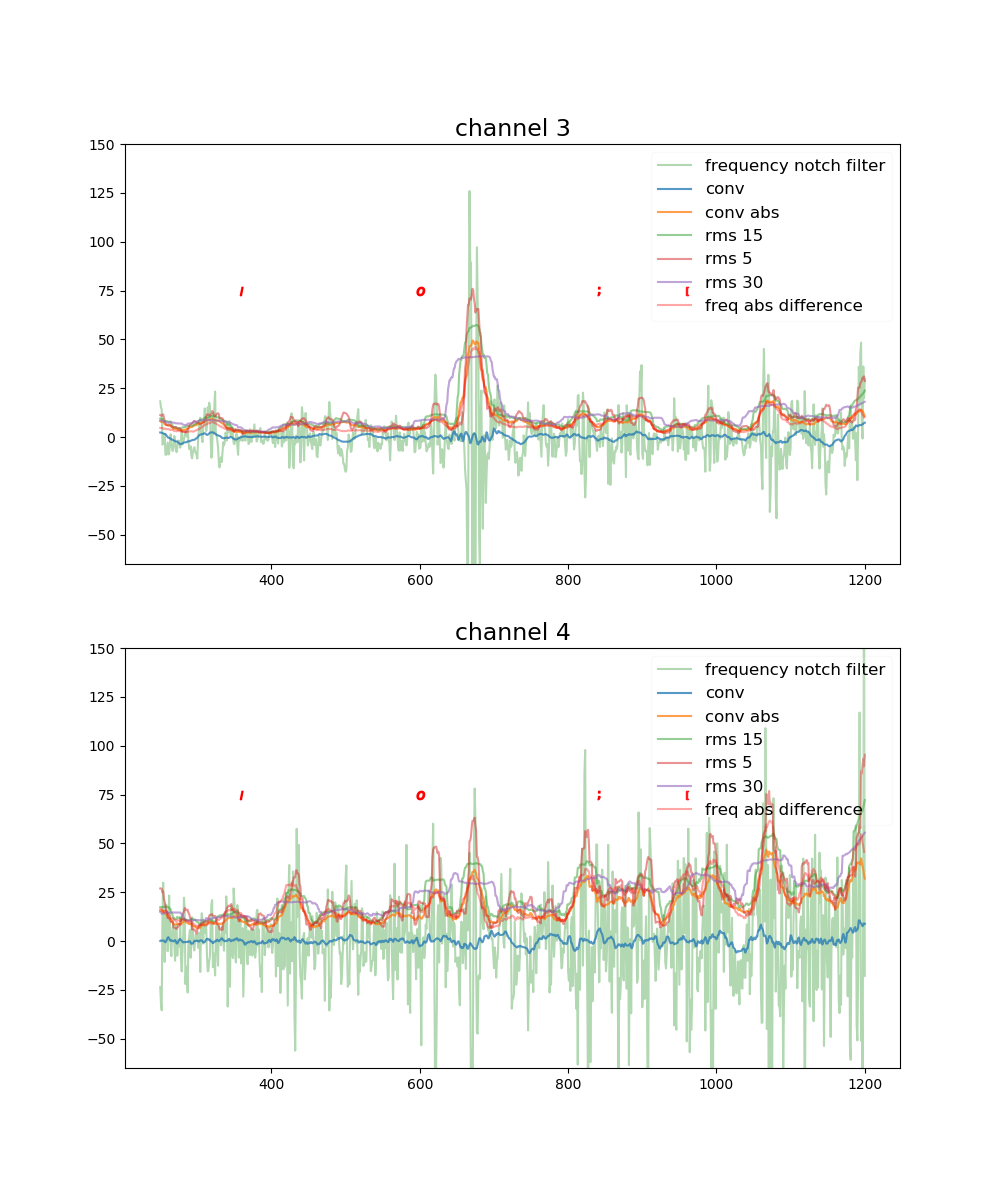 channel 3
150
125
100
75
50
25
0
−25
−50
400 600 800 1000 1200
frequency notch filter
conv
conv abs
rms 15
rms 5
rms 30
freq abs difference
o ; [
channel 4
150
125
100
75
50
25
0
−25
−50
400 600 800 1000 1200
frequency notch filter
conv
conv abs
rms 15
rms 5
rms 30
freq abs difference
o ; [